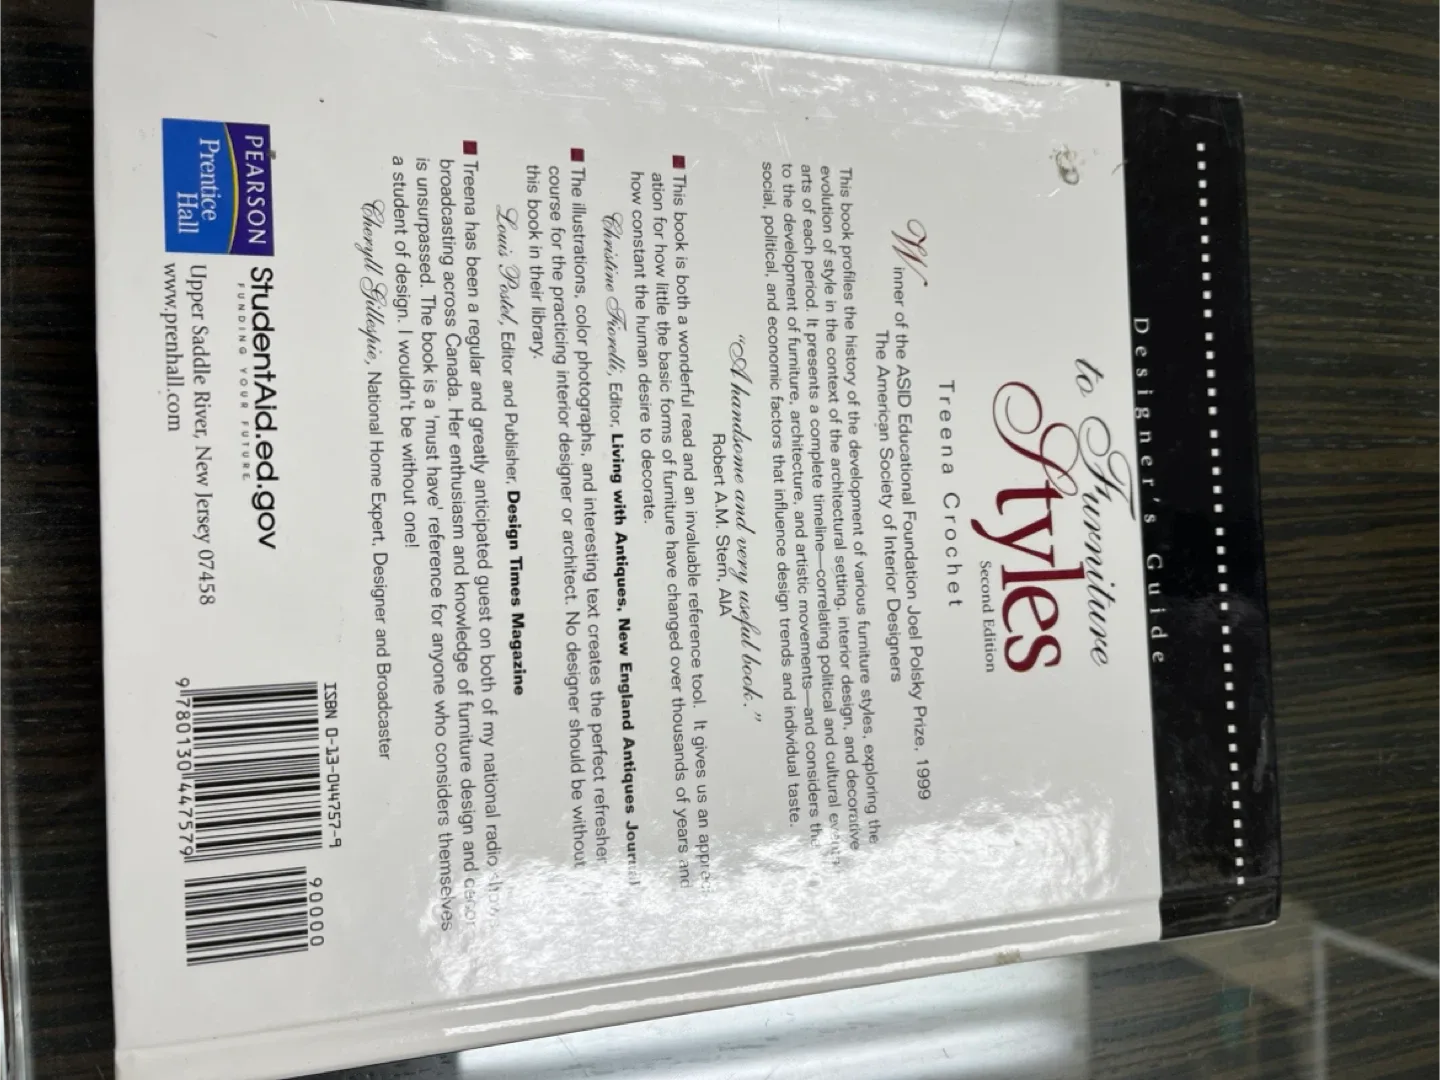 Designer's Guide
to Furniture
Styles
Second Edition
Treena Crochet
Winner of the ASID Educational Foundation Joel Polsky Prize, 1999
The American Society of Interior Designers
This book profiles the history of the development of various furniture styles, exploring the
evolution of style in the context of the architectural setting, interior design, and decorative
arts of each period. It presents a complete timeline—correlating political and cultural events
to the development of furniture, architecture, and artistic movements—and considers the
social, political, and economic factors that influence design trends and individual taste.
"A handsome and very useful book."
Robert A.M. Stern, AIA
This book is both a wonderful read and an invaluable reference tool. It gives us an appreci-
ation for how little the basic forms of furniture have changed over thousands of years and
how constant the human desire to decorate.
Christine Fiorelli, Editor, Living with Antiques, New England Antiques Journal
The illustrations, color photographs, and interesting text creates the perfect refresher
course for the practicing interior designer or architect. No designer should be without
this book in their library.
Louis Postel, Editor and Publisher, Design Times Magazine
Treena has been a regular and greatly anticipated guest on both of my national radio shows
broadcasting across Canada. Her enthusiasm and knowledge of furniture design and
is unsurpassed. The book is a 'must have' reference for anyone who considers themselves
a student of design. I wouldn't be without one!
Cheryll Gillespie, National Home Expert, Designer and Broadcaster
PEARSON
Prentice
Hall
StudentAid.ed.gov
FUNDING YOUR FUTURE.
Upper Saddle River, New Jersey 07458
www.prenhall.com
ISBN 0-13-044757-9
90000
9 780130 447579